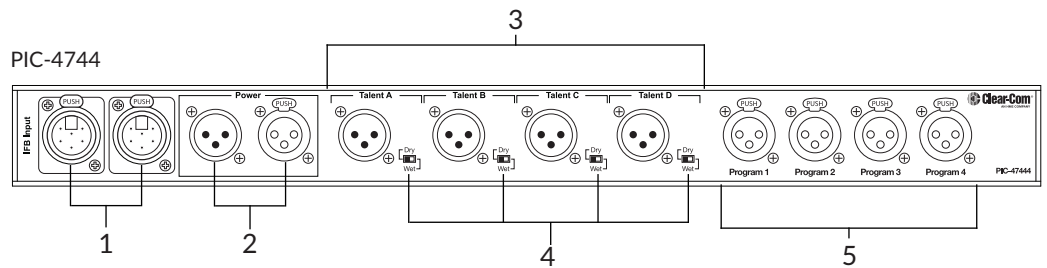 3
PIC-4744
Power
Talent A
Talent B
Talent C
Talent D
Clear-Com
IFB Input
PUSH
PUSH
PUSH
PUSH
PUSH
PUSH
PUSH
Dry
Wet
Dry
Wet
Dry
Wet
Dry
Wet
Program 1
Program 2
Program 3
Program 4
PIC-47444
1
2
4
5